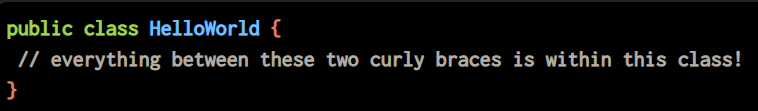 public class HelloWorld {
 // everything between these two curly braces is within this class!
}